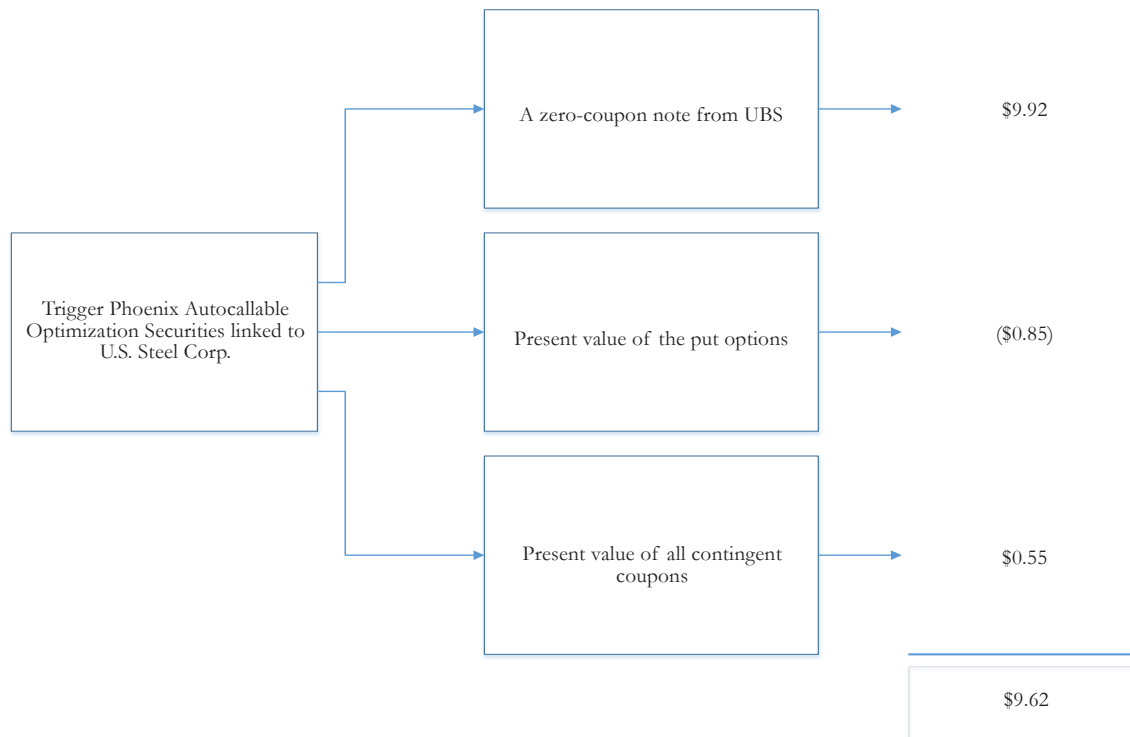 A zero-coupon note from UBS
$9.92
Trigger Phoenix Autocallable
Optimization Securities linked to
U.S. Steel Corp.
Present value of the put options
($0.85)
Present value of all contingent
coupons
$0.55
$9.62